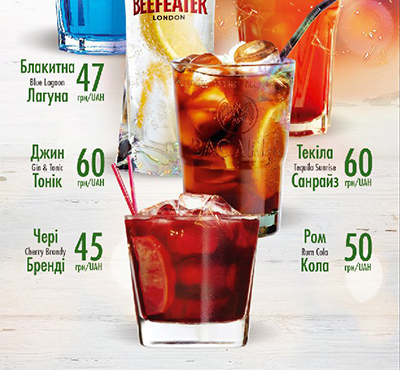 BEEFEATER
LONDON
Блакитна
Blue Lagoon
Лагуна
47
грн/UAH
Джин
Gin & Tonic
Тонік
60
грн/UAH
Текіла
Tequila Sunrise
Санрайз
60
грн/UAH
Чері
Cherry Brandy
Бренді
45
грн/UAH
Ром
Rum Cola
Кола
50
грн/UAH